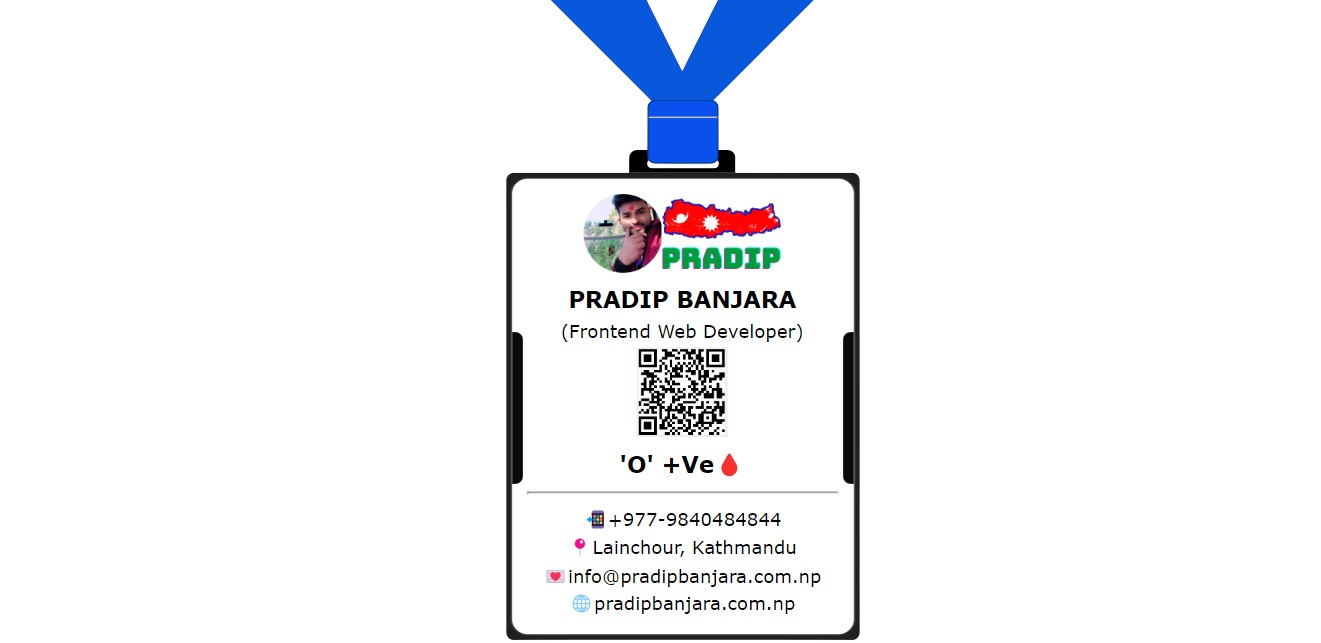 PRADIP
PRADIP BANJARA
(Frontend Web Developer)
'O' +Ve
+977-9840484844
Lainchour, Kathmandu
info@pradipbanjara.com.np
pradipbanjara.com.np